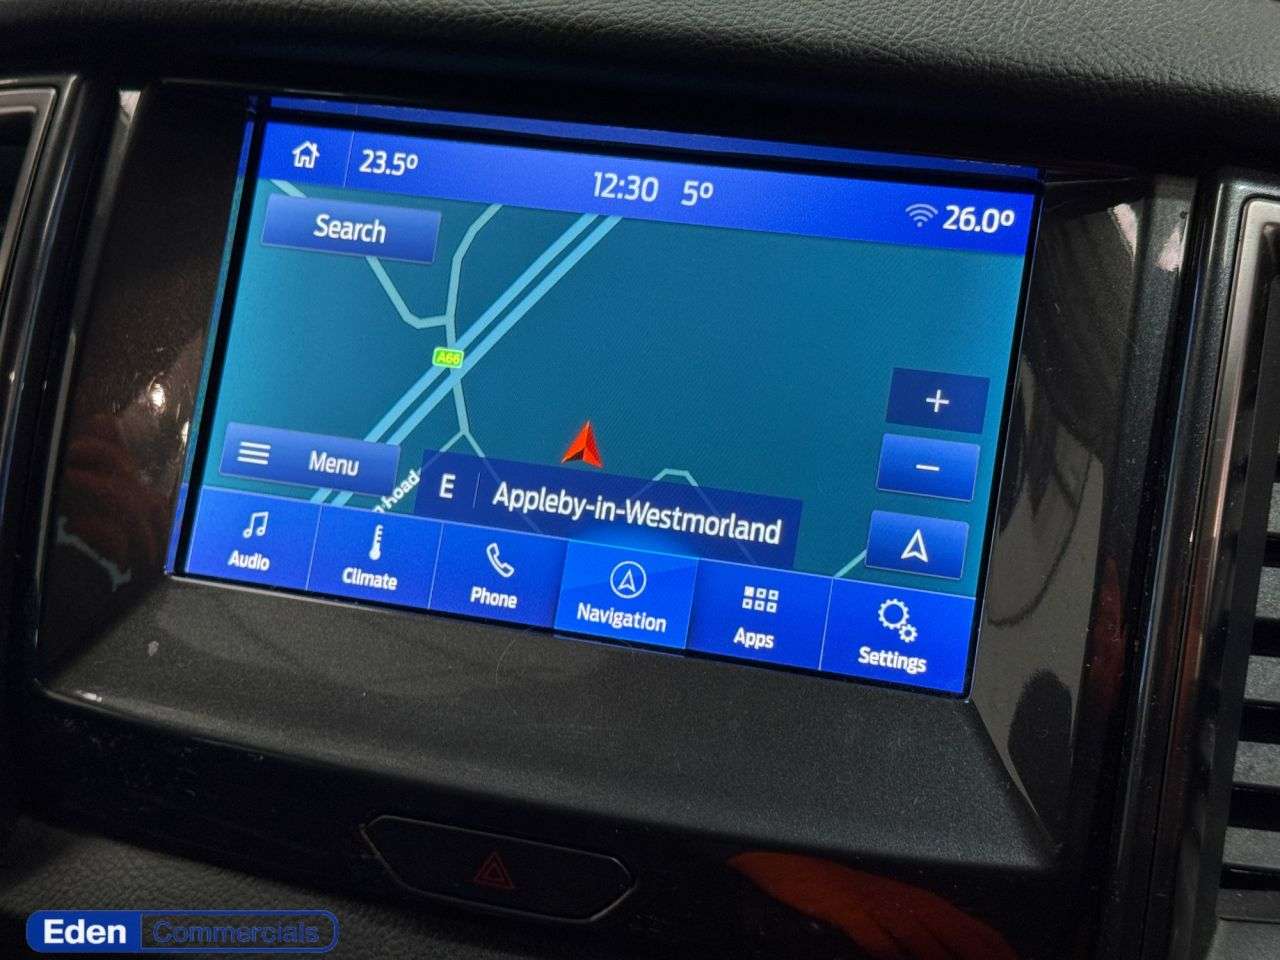 23.5° 12:30 5° 26.0°
Search
A66
Menu
E Appleby-in-Westmorland
+
−
Audio Climate Phone Navigation Apps Settings
Eden Commercials